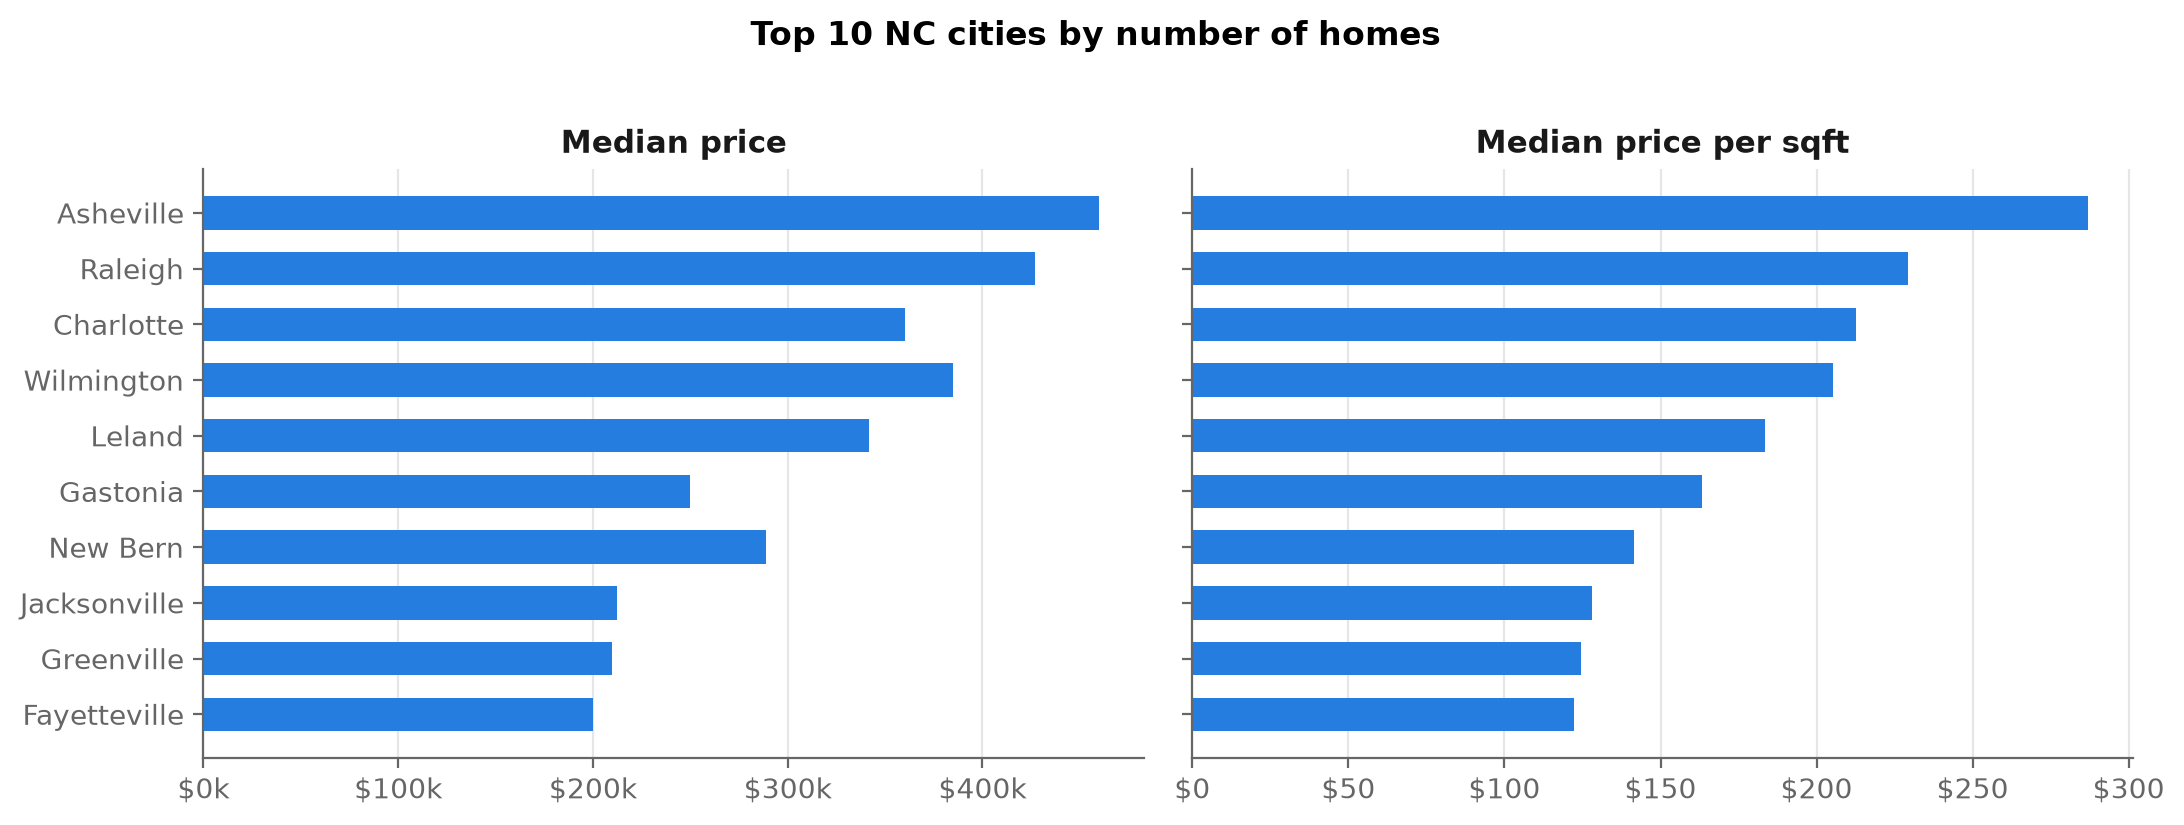 Top 10 NC cities by number of homes
Median price
Asheville
Raleigh
Charlotte
Wilmington
Leland
Gastonia
New Bern
Jacksonville
Greenville
Fayetteville
$0k $100k $200k $300k $400k
Median price per sqft
$0 $50 $100 $150 $200 $250 $300